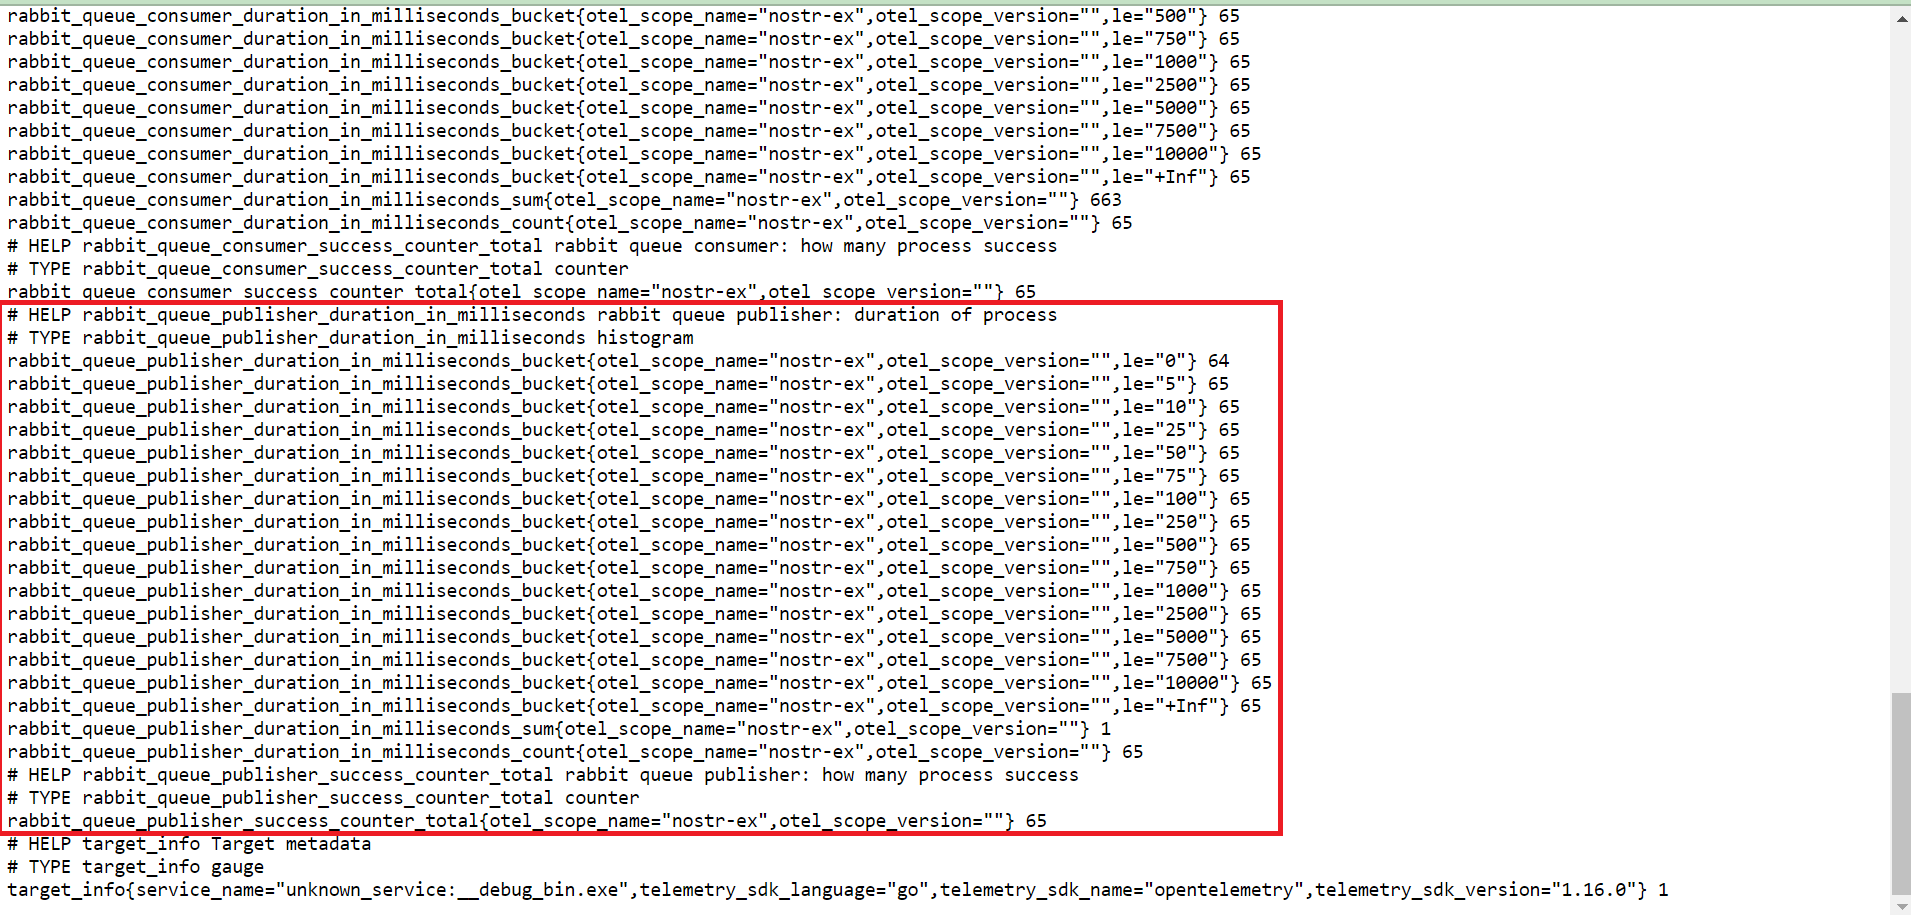 rabbit_queue_consumer_duration_in_milliseconds_bucket{otel_scope_name="nostr-ex",otel_scope_version="",le="500"} 65
rabbit_queue_consumer_duration_in_milliseconds_bucket{otel_scope_name="nostr-ex",otel_scope_version="",le="750"} 65
rabbit_queue_consumer_duration_in_milliseconds_bucket{otel_scope_name="nostr-ex",otel_scope_version="",le="1000"} 65
rabbit_queue_consumer_duration_in_milliseconds_bucket{otel_scope_name="nostr-ex",otel_scope_version="",le="2500"} 65
rabbit_queue_consumer_duration_in_milliseconds_bucket{otel_scope_name="nostr-ex",otel_scope_version="",le="5000"} 65
rabbit_queue_consumer_duration_in_milliseconds_bucket{otel_scope_name="nostr-ex",otel_scope_version="",le="7500"} 65
rabbit_queue_consumer_duration_in_milliseconds_bucket{otel_scope_name="nostr-ex",otel_scope_version="",le="10000"} 65
rabbit_queue_consumer_duration_in_milliseconds_bucket{otel_scope_name="nostr-ex",otel_scope_version="",le="+Inf"} 65
rabbit_queue_consumer_duration_in_milliseconds_sum{otel_scope_name="nostr-ex",otel_scope_version=""} 663
rabbit_queue_consumer_duration_in_milliseconds_count{otel_scope_name="nostr-ex",otel_scope_version=""} 65
# HELP rabbit_queue_consumer_success_counter_total rabbit queue consumer: how many process success
# TYPE rabbit_queue_consumer_success_counter_total counter
rabbit_queue_consumer_success_counter_total{otel_scope_name="nostr-ex",otel_scope_version=""} 65
# HELP rabbit_queue_publisher_duration_in_milliseconds rabbit queue publisher: duration of process
# TYPE rabbit_queue_publisher_duration_in_milliseconds histogram
rabbit_queue_publisher_duration_in_milliseconds_bucket{otel_scope_name="nostr-ex",otel_scope_version="",le="0"} 64
rabbit_queue_publisher_duration_in_milliseconds_bucket{otel_scope_name="nostr-ex",otel_scope_version="",le="5"} 65
rabbit_queue_publisher_duration_in_milliseconds_bucket{otel_scope_name="nostr-ex",otel_scope_version="",le="10"} 65
rabbit_queue_publisher_duration_in_milliseconds_bucket{otel_scope_name="nostr-ex",otel_scope_version="",le="25"} 65
rabbit_queue_publisher_duration_in_milliseconds_bucket{otel_scope_name="nostr-ex",otel_scope_version="",le="50"} 65
rabbit_queue_publisher_duration_in_milliseconds_bucket{otel_scope_name="nostr-ex",otel_scope_version="",le="75"} 65
rabbit_queue_publisher_duration_in_milliseconds_bucket{otel_scope_name="nostr-ex",otel_scope_version="",le="100"} 65
rabbit_queue_publisher_duration_in_milliseconds_bucket{otel_scope_name="nostr-ex",otel_scope_version="",le="250"} 65
rabbit_queue_publisher_duration_in_milliseconds_bucket{otel_scope_name="nostr-ex",otel_scope_version="",le="500"} 65
rabbit_queue_publisher_duration_in_milliseconds_bucket{otel_scope_name="nostr-ex",otel_scope_version="",le="750"} 65
rabbit_queue_publisher_duration_in_milliseconds_bucket{otel_scope_name="nostr-ex",otel_scope_version="",le="1000"} 65
rabbit_queue_publisher_duration_in_milliseconds_bucket{otel_scope_name="nostr-ex",otel_scope_version="",le="2500"} 65
rabbit_queue_publisher_duration_in_milliseconds_bucket{otel_scope_name="nostr-ex",otel_scope_version="",le="5000"} 65
rabbit_queue_publisher_duration_in_milliseconds_bucket{otel_scope_name="nostr-ex",otel_scope_version="",le="7500"} 65
rabbit_queue_publisher_duration_in_milliseconds_bucket{otel_scope_name="nostr-ex",otel_scope_version="",le="10000"} 65
rabbit_queue_publisher_duration_in_milliseconds_bucket{otel_scope_name="nostr-ex",otel_scope_version="",le="+Inf"} 65
rabbit_queue_publisher_duration_in_milliseconds_sum{otel_scope_name="nostr-ex",otel_scope_version=""} 1
rabbit_queue_publisher_duration_in_milliseconds_count{otel_scope_name="nostr-ex",otel_scope_version=""} 65
# HELP rabbit_queue_publisher_success_counter_total rabbit queue publisher: how many process success
# TYPE rabbit_queue_publisher_success_counter_total counter
rabbit_queue_publisher_success_counter_total{otel_scope_name="nostr-ex",otel_scope_version=""} 65
# HELP target_info Target metadata
# TYPE target_info gauge
target_info{service_name="unknown_service:__debug_bin.exe",telemetry_sdk_language="go",telemetry_sdk_name="opentelemetry",telemetry_sdk_version="1.16.0"} 1